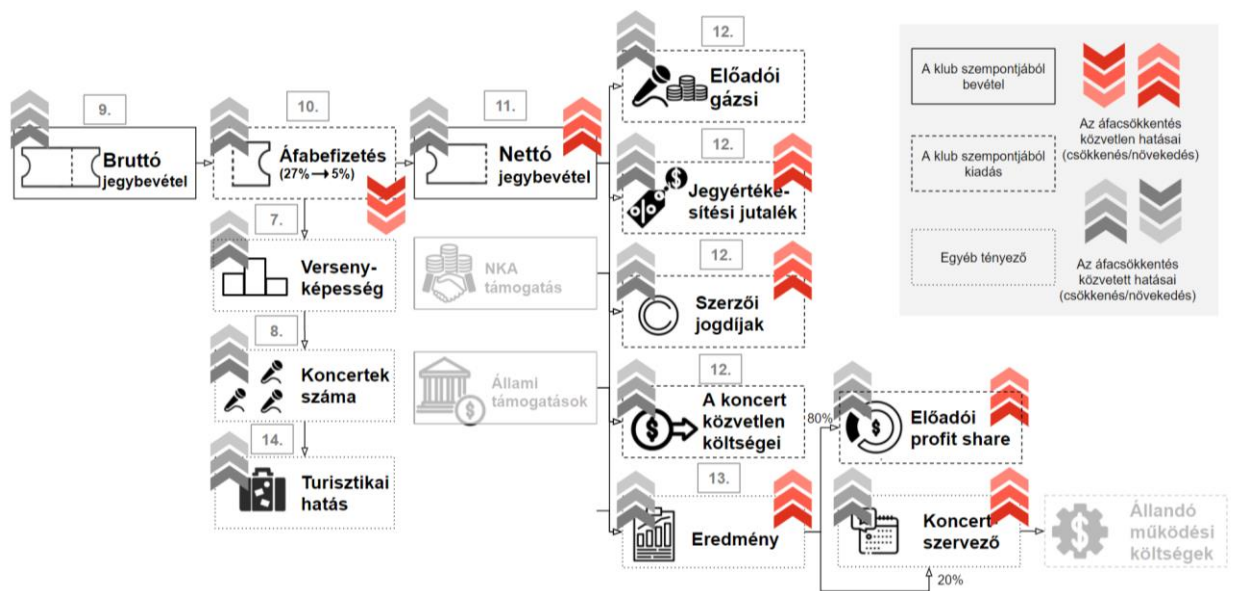 9.
Bruttó
jegybevétel
10.
Áfabefizetés
(27% → 5%)
11.
Nettó
jegybevétel
12.
Előadói
gázsi
12.
Jegyértéke-
sítési jutalék
12.
Szerzői
jogdíjak
12.
A koncert
közvetlen
költségei
13.
Eredmény
7.
Verseny-
képesség
8.
Koncertek
száma
14.
Turisztikai
hatás
NKA
támogatás
Állami
támogatások
80%
Előadói
profit share
Koncert-
szervező
20%
Állandó
működési
költségek
A klub szempontjából
bevétel
A klub szempontjából
kiadás
Egyéb tényező
Az áfacsökkentés
közvetlen hatásai
(csökkenés/növekedés)
Az áfacsökkentés
közvetett hatásai
(csökkenés/növekedés)